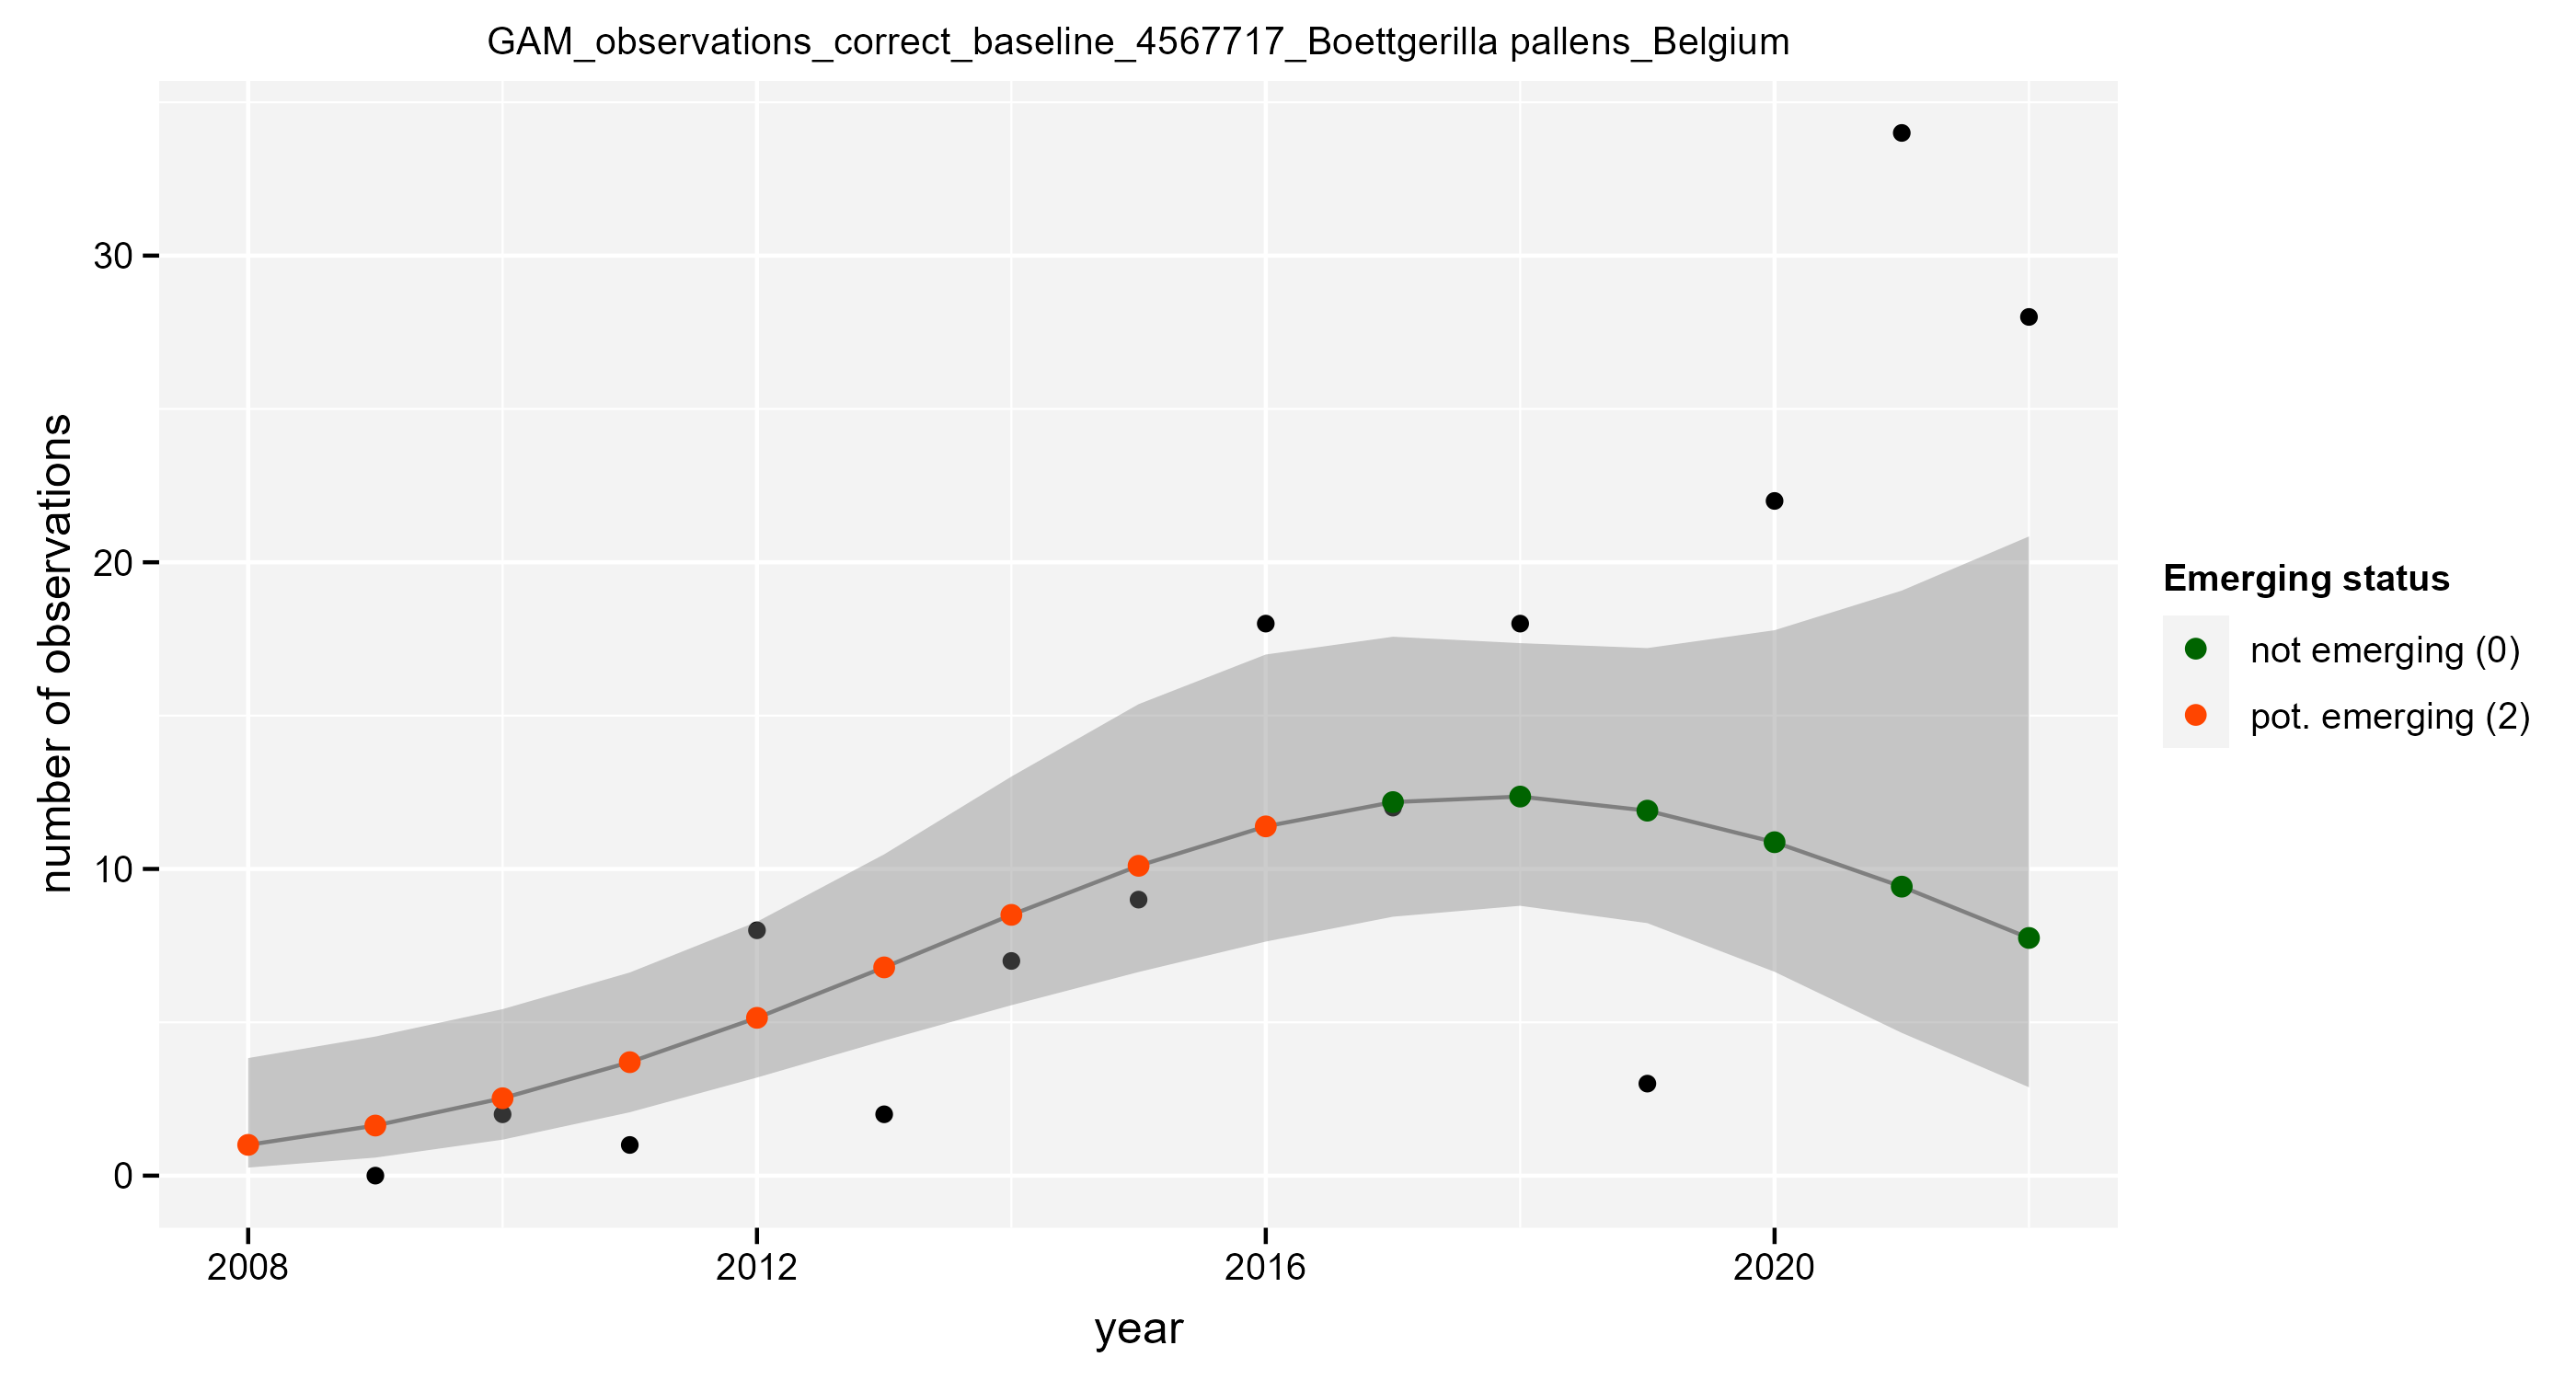 GAM_observations_correct_baseline_4567717_Boettgerilla pallens_Belgium
number of observations
30
20
10
0
2008
2012
2016
2020
year
Emerging status
not emerging (0)
pot. emerging (2)